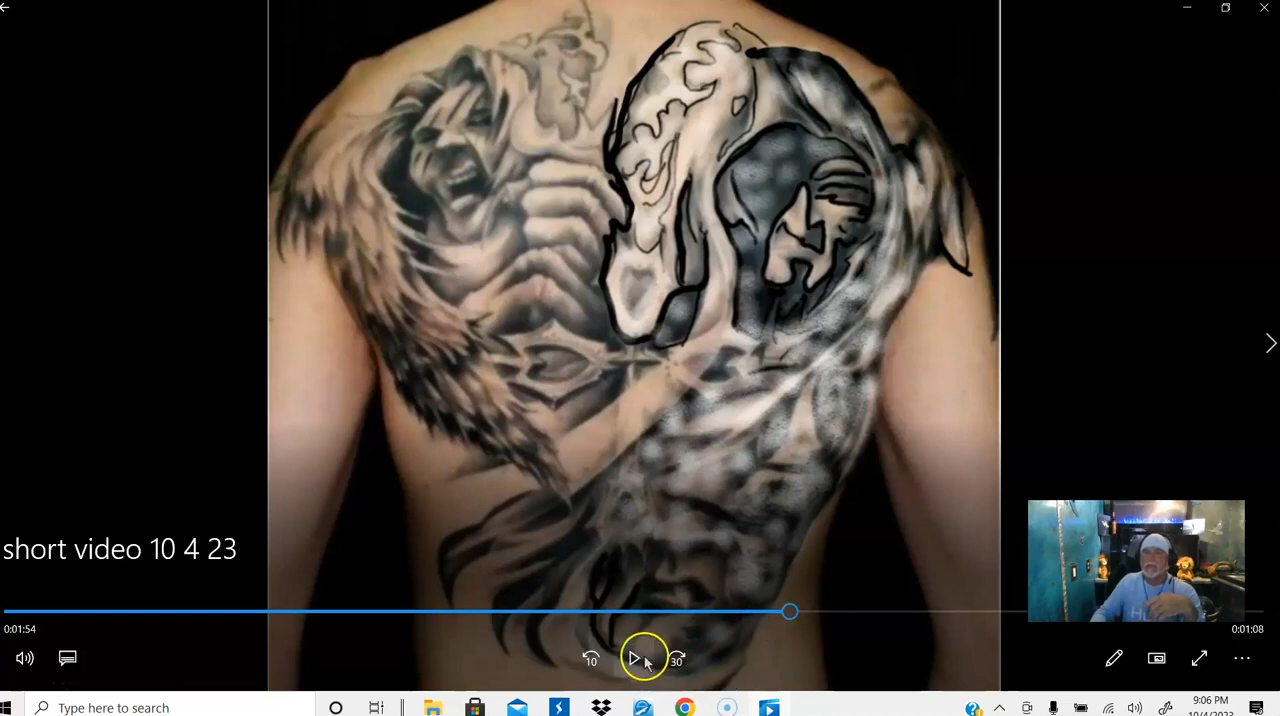 short video 10 4 23
0:01:54
0:01:08
10
30
Type here to search
9:06 PM